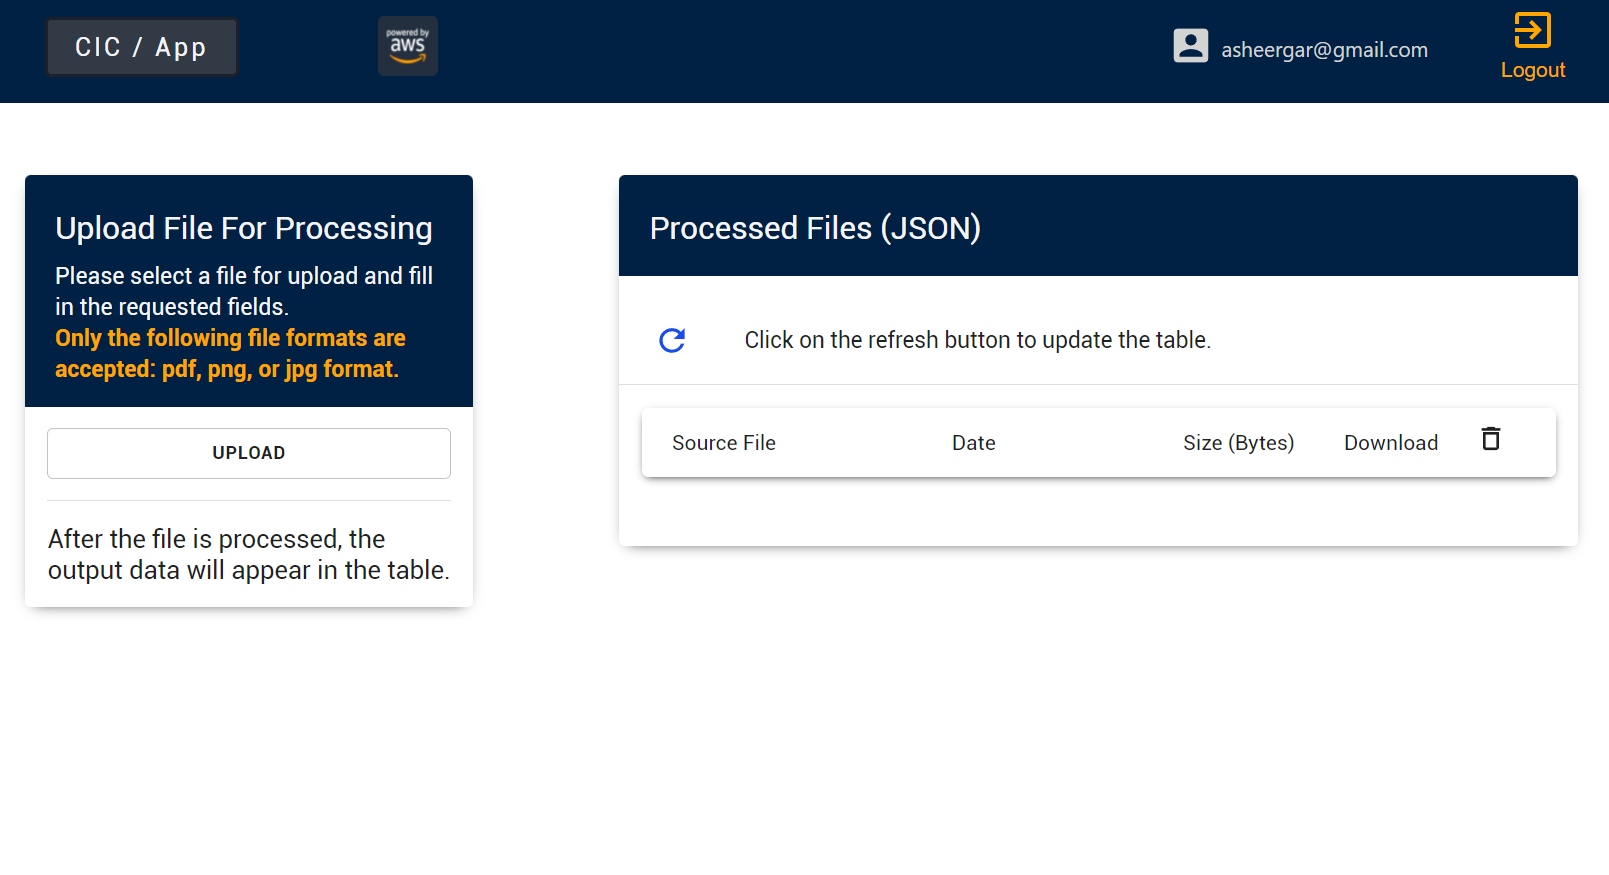 CIC / App
powered by
aws
asheergar@gmail.com
Logout
Upload File For Processing
Please select a file for upload and fill
in the requested fields.
Only the following file formats are
accepted: pdf, png, or jpg format.
UPLOAD
After the file is processed, the
output data will appear in the table.
Processed Files (JSON)
Click on the refresh button to update the table.
Source File Date Size (Bytes) Download